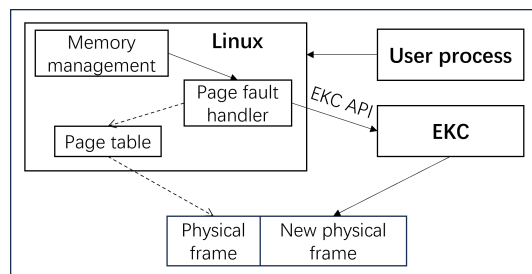 Memory
management
Linux
User process
Page fault
handler
EKC API
EKC
Page table
Physical
frame
New physical
frame